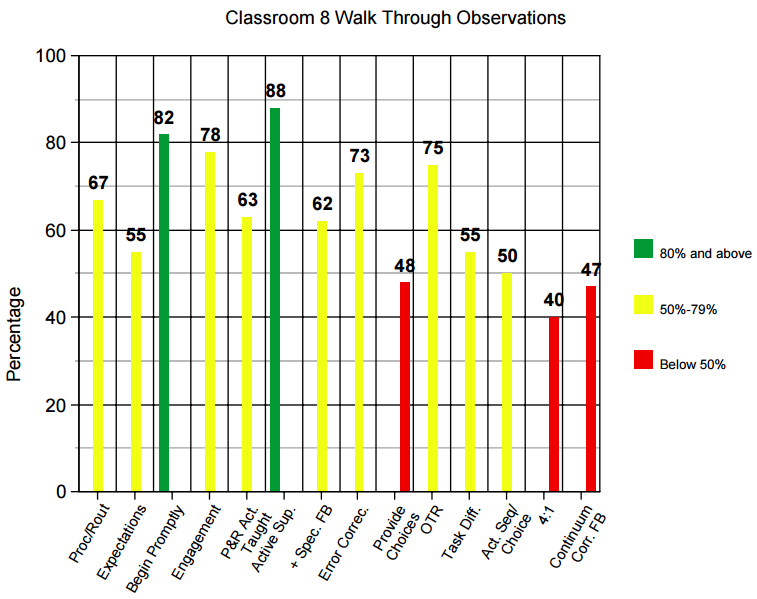 Classroom 8 Walk Through Observations
Percentage
100
80
60
40
20
0
67
55
82
78
63
88
62
73
48
75
55
50
40
47
Proc/Rout
Expectations
Begin Promptly
Engagement
P&R Act.
Taught
Active Sup.
+ Spec. FB
Error Correc.
Provide
Choices
OTR
Task Diff.
Act. Seq/
Choice
4:1
Continuum
Corr. FB
80% and above
50%-79%
Below 50%